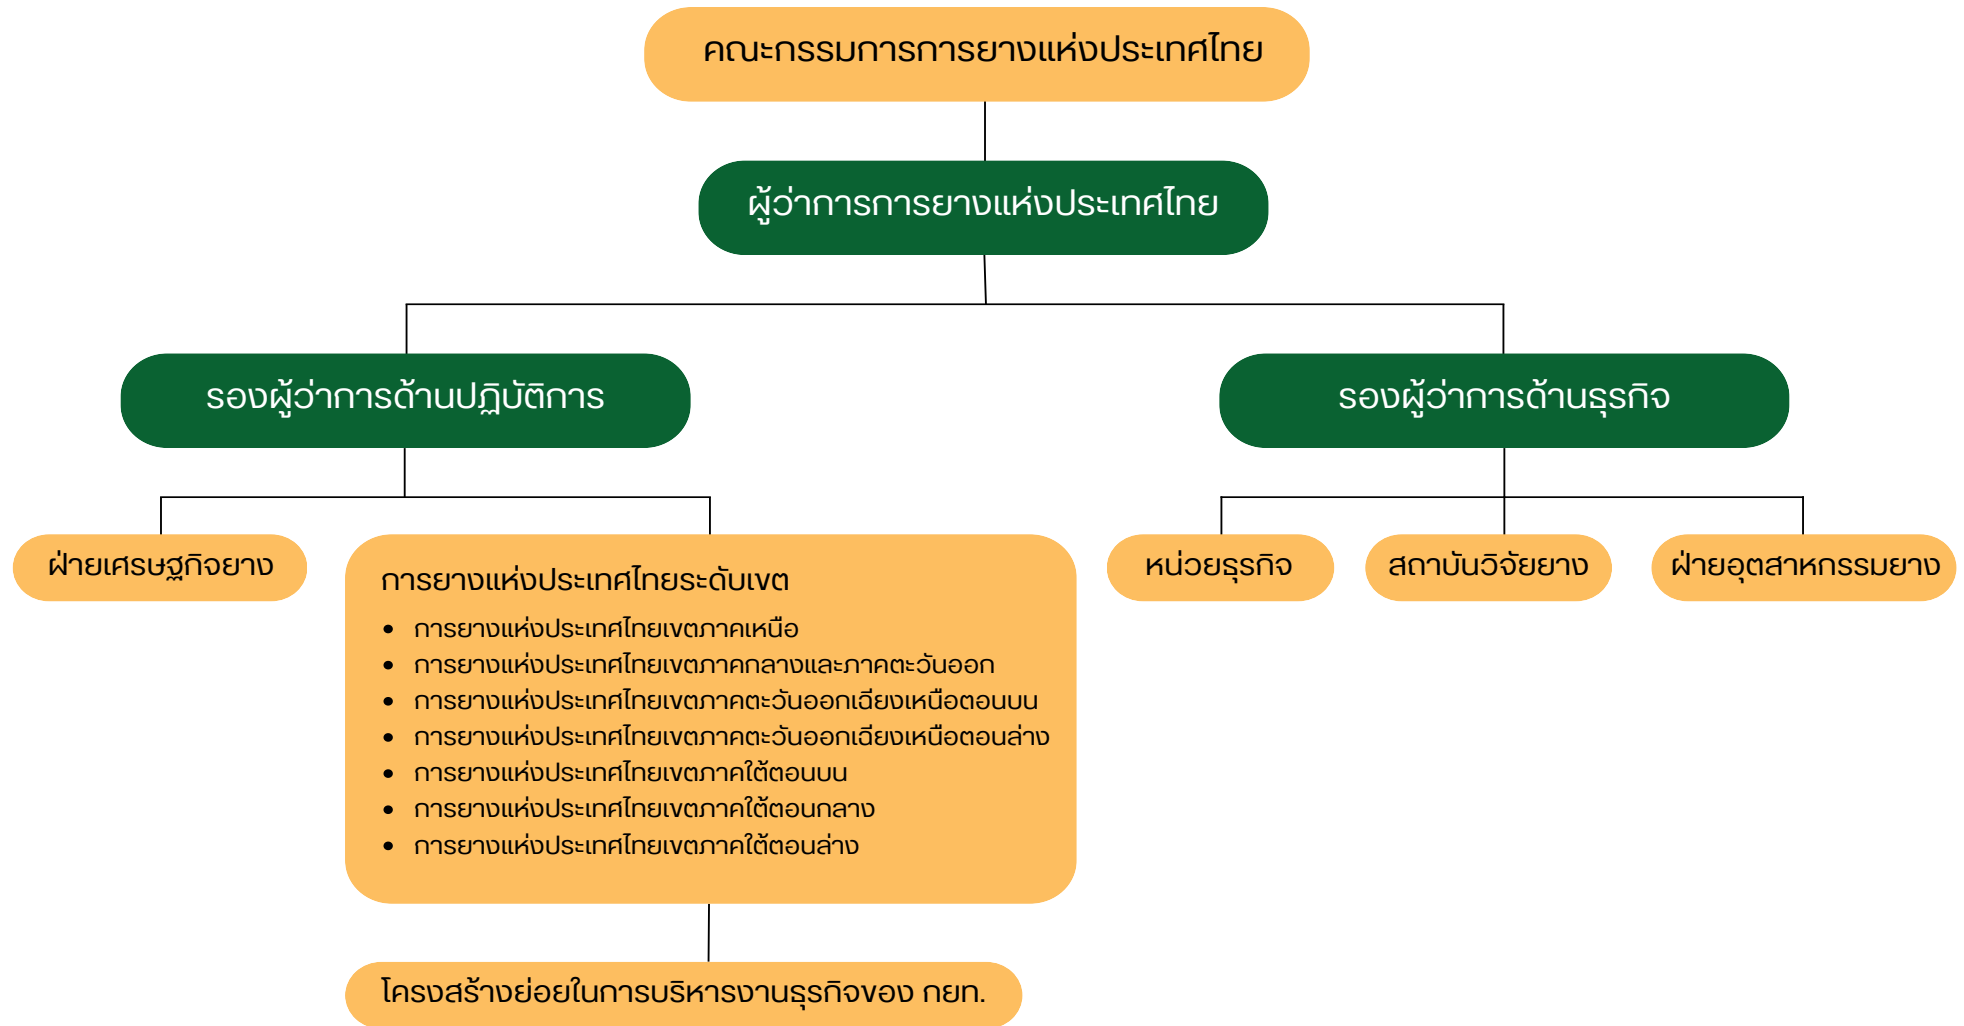 คณะกรรมการการยางแห่งประเทศไทย
ผู้ว่าการการยางแห่งประเทศไทย
รองผู้ว่าการด้านปฏิบัติการ
รองผู้ว่าการด้านธุรกิจ
ฝ่ายเศรษฐกิจยาง
การยางแห่งประเทศไทยระดับเขต
• การยางแห่งประเทศไทยเขตภาคเหนือ
• การยางแห่งประเทศไทยเขตภาคกลางและภาคตะวันออก
• การยางแห่งประเทศไทยเขตภาคตะวันออกเฉียงเหนือตอนบน
• การยางแห่งประเทศไทยเขตภาคตะวันออกเฉียงเหนือตอนล่าง
• การยางแห่งประเทศไทยเขตภาคใต้ตอนบน
• การยางแห่งประเทศไทยเขตภาคใต้ตอนกลาง
• การยางแห่งประเทศไทยเขตภาคใต้ตอนล่าง
โครงสร้างย่อยในการบริหารงานธุรกิจของ กยท.
หน่วยธุรกิจ
สถาบันวิจัยยาง
ฝ่ายอุตสาหกรรมยาง